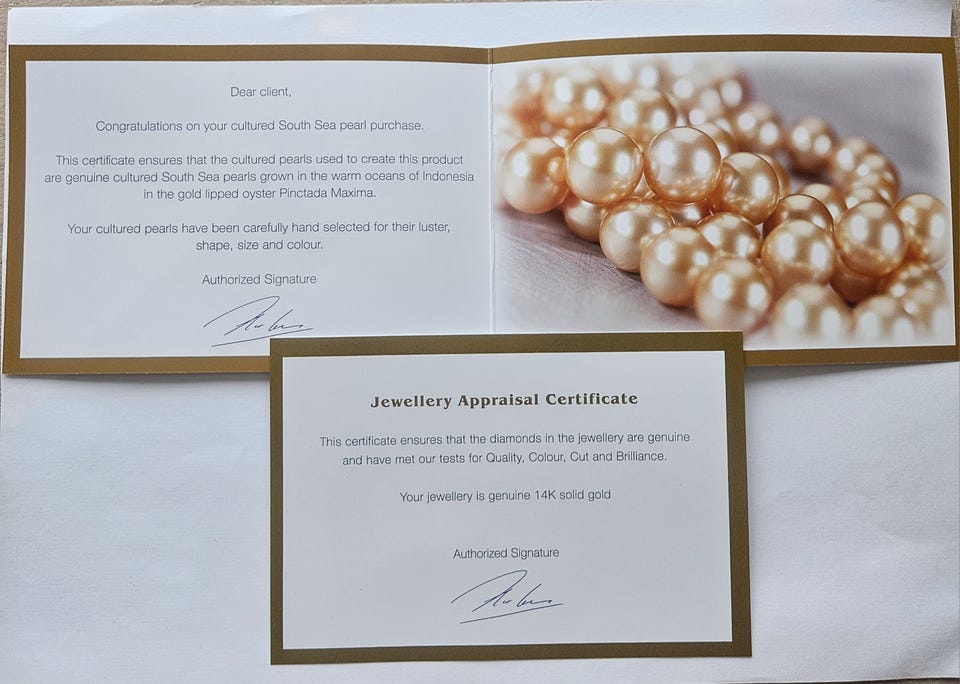 Dear client,
Congratulations on your cultured South Sea pearl purchase.
This certificate ensures that the cultured pearls used to create this product
are genuine cultured South Sea pearls grown in the warm oceans of Indonesia
in the gold lipped oyster Pinctada Maxima.
Your cultured pearls have been carefully hand selected for their luster,
shape, size and colour.
Authorized Signature
Jewellery Appraisal Certificate
This certificate ensures that the diamonds in the jewellery are genuine
and have met our tests for Quality, Colour, Cut and Brilliance.
Your jewellery is genuine 14K solid gold
Authorized Signature